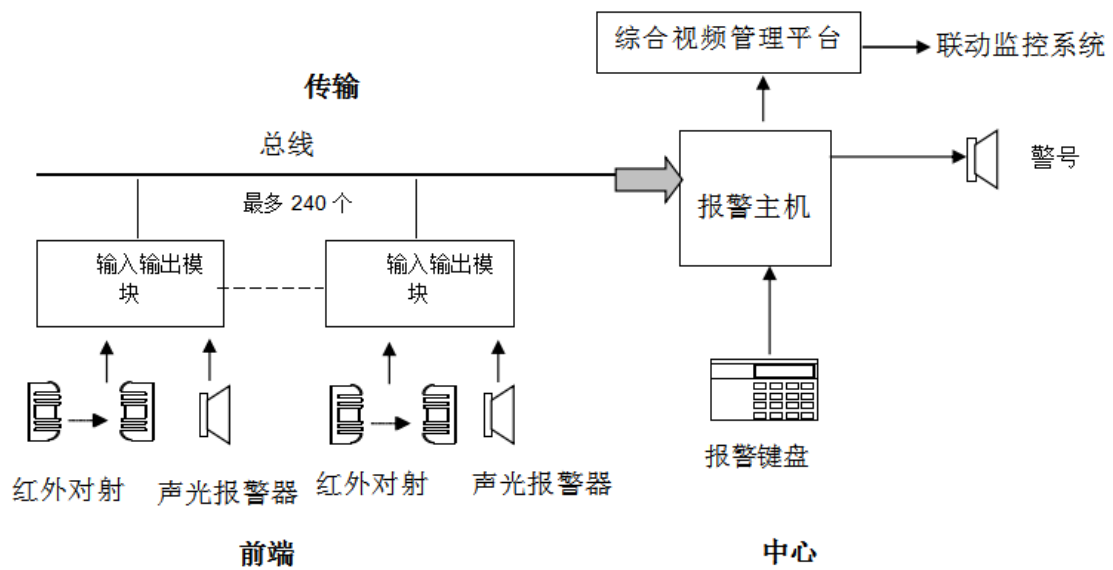 综合视频管理平台
联动监控系统
传输
总线
警号
最多 240 个
报警主机
输入输出模
块
输入输出模
块
报警键盘
红外对射
声光报警器
红外对射
声光报警器
前端
中心